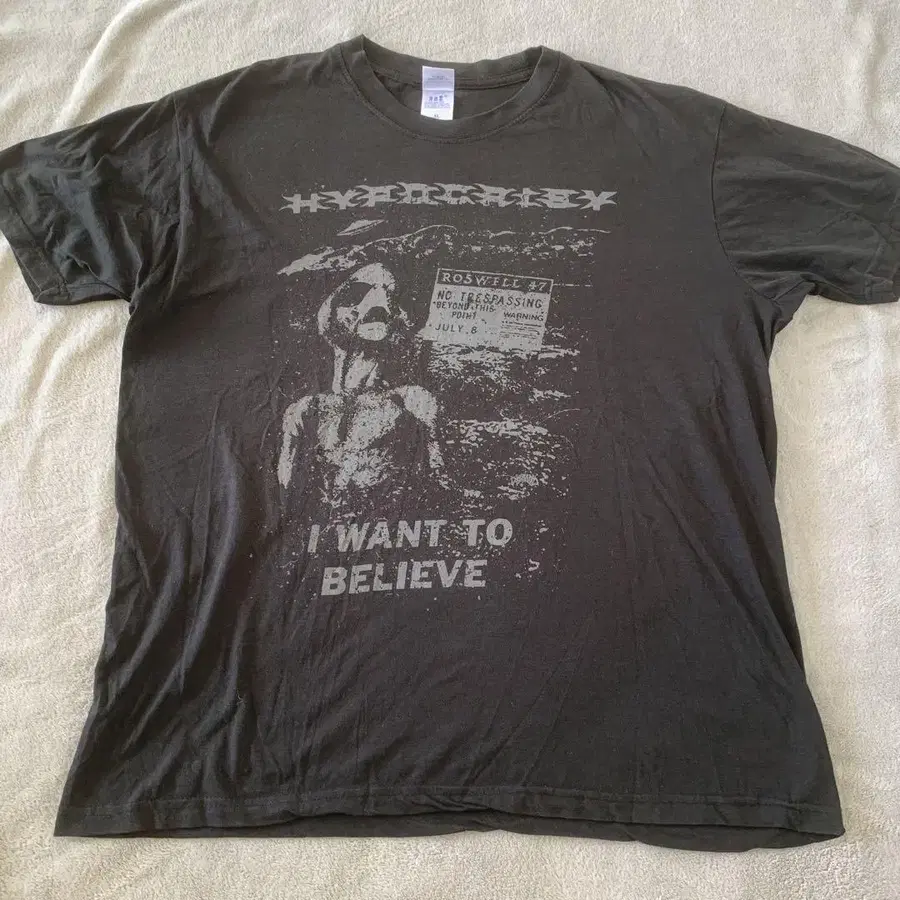 HYPOCRISY
ROSWELL 47
NO TRESPASSING
BEYOND THIS
POINT
WARNING
JULY, 8
I WANT TO
BELIEVE